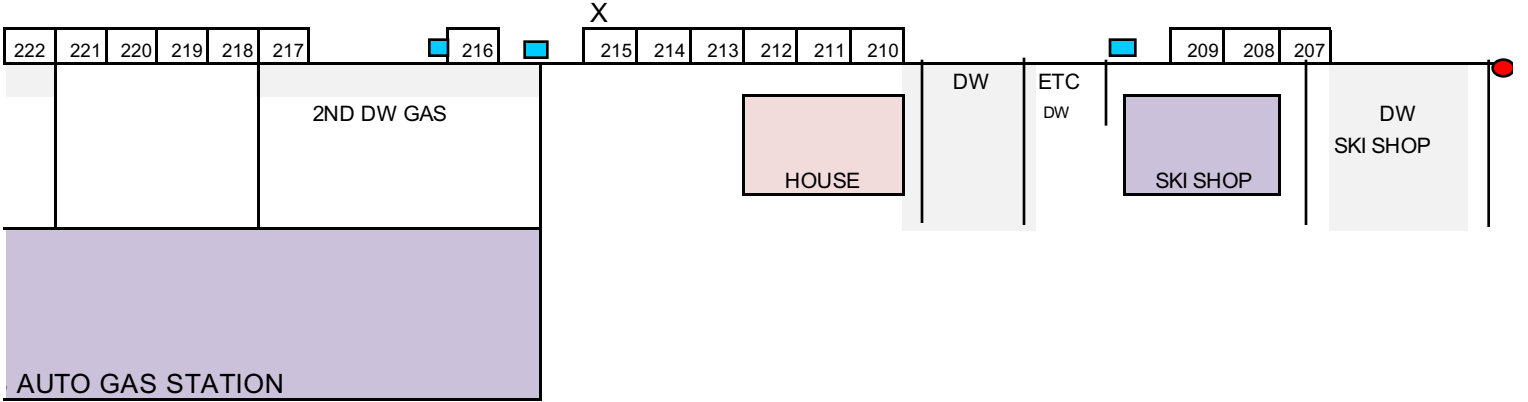 X
222 221 220 219 218 217 216 215 214 213 212 211 210 209 208 207
DW ETC
DW
2ND DW GAS
DW
SKI SHOP
HOUSE
SKI SHOP
AUTO GAS STATION